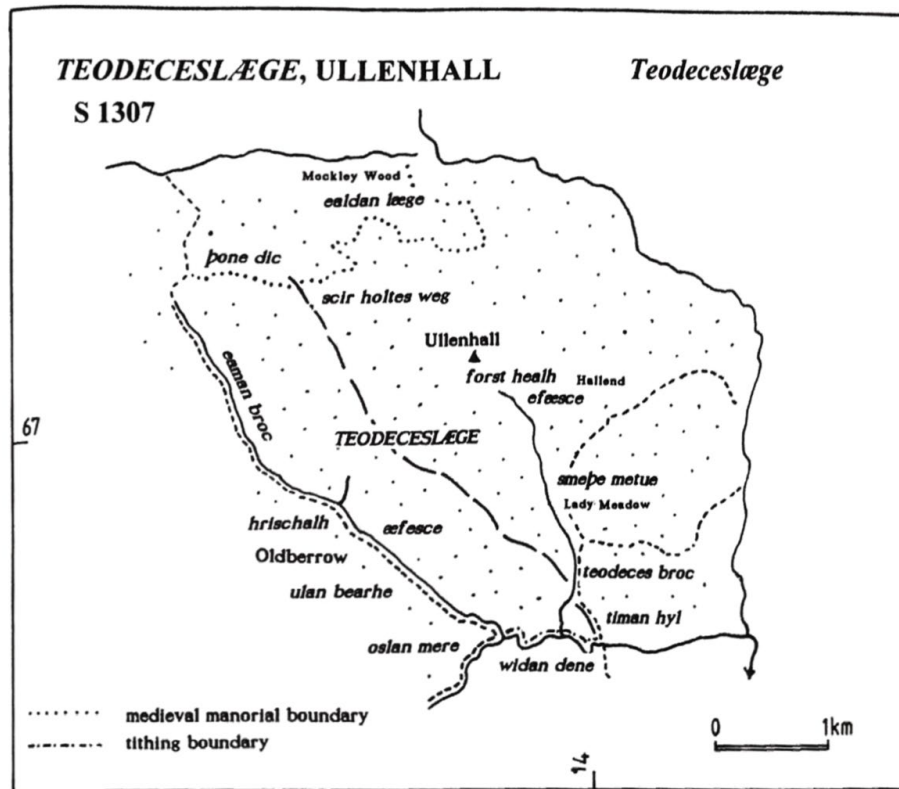 TEODECESLÆGE, ULLENHALL Teodeceslæge
S 1307
Mockley Wood
ealdan læge
þone dic
scir holtes weg
Ullenhall
forst healh Hallend
efæsce
eaman broc
67
TEODECESLÆGE
smeþe metue
Lady Meadow
hrischalh
æfesce
Oldberrow
teodeces broc
ulan bearhe
timan hyl
oslan mere
widan dene
medieval manorial boundary
tithing boundary
0 1km
14